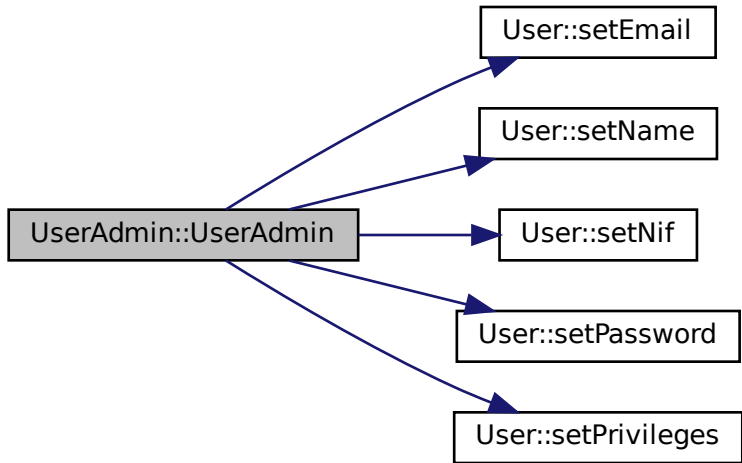 User::setEmail
User::setName
UserAdmin::UserAdmin
User::setNif
User::setPassword
User::setPrivileges